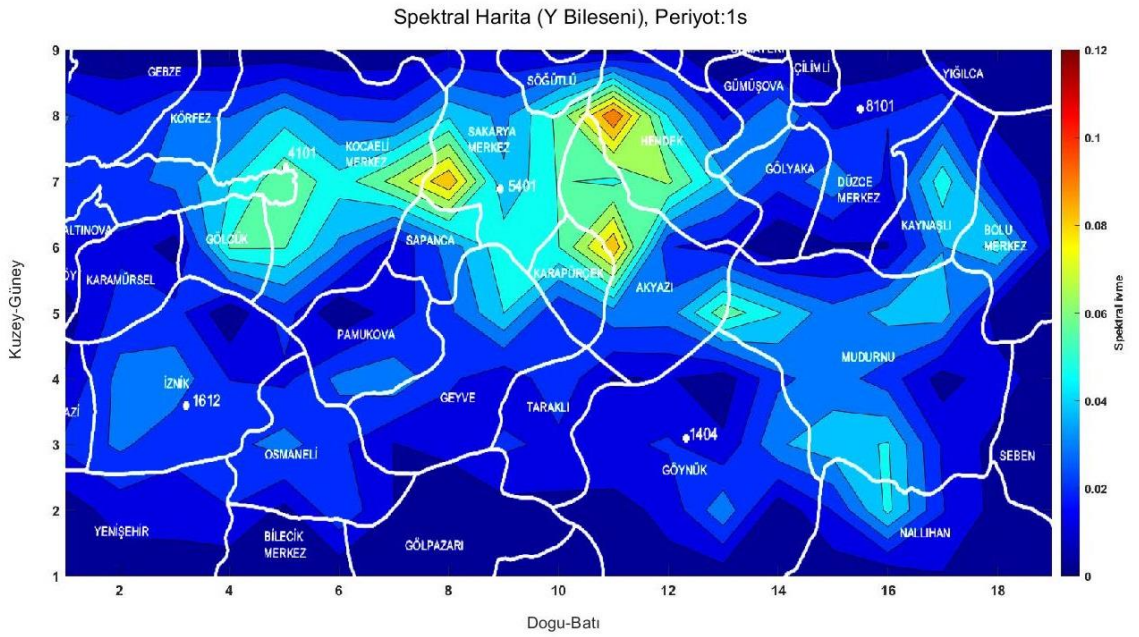 Spektral Harita (Y Bileseni), Periyot:1s
9
8
7
6
5
4
3
2
1
Kuzey-Güney
GEBZE
SÖĞÜTLÜ
GÜMÜŞOVA
ÇİLİMLİ
YIĞILCA
KÖRFEZ
8101
KOCAELİ
MERKEZ
SAKARYA
MERKEZ
HENDEK
4101
5401
GÖLYAKA
DÜZCE
MERKEZ
ALTINOVA
GÖLCÜK
SAPANCA
KAYNAŞLI
BOLU
MERKEZ
KARAMÜRSEL
KARAPÜRÇEK
AKYAZI
PAMUKOVA
MUDURNU
İZNİK
1612
GEYVE
TARAKLI
AZİ
1404
OSMANELİ
GÖYNÜK
SEBEN
YENİŞEHİR
BİLECİK
MERKEZ
GÖLPAZARI
NALLIHAN
2
4
6
8
10
12
14
16
18
Dogu-Batı
0.12
0.1
0.08
0.06
0.04
0.02
0
Spektral ivme